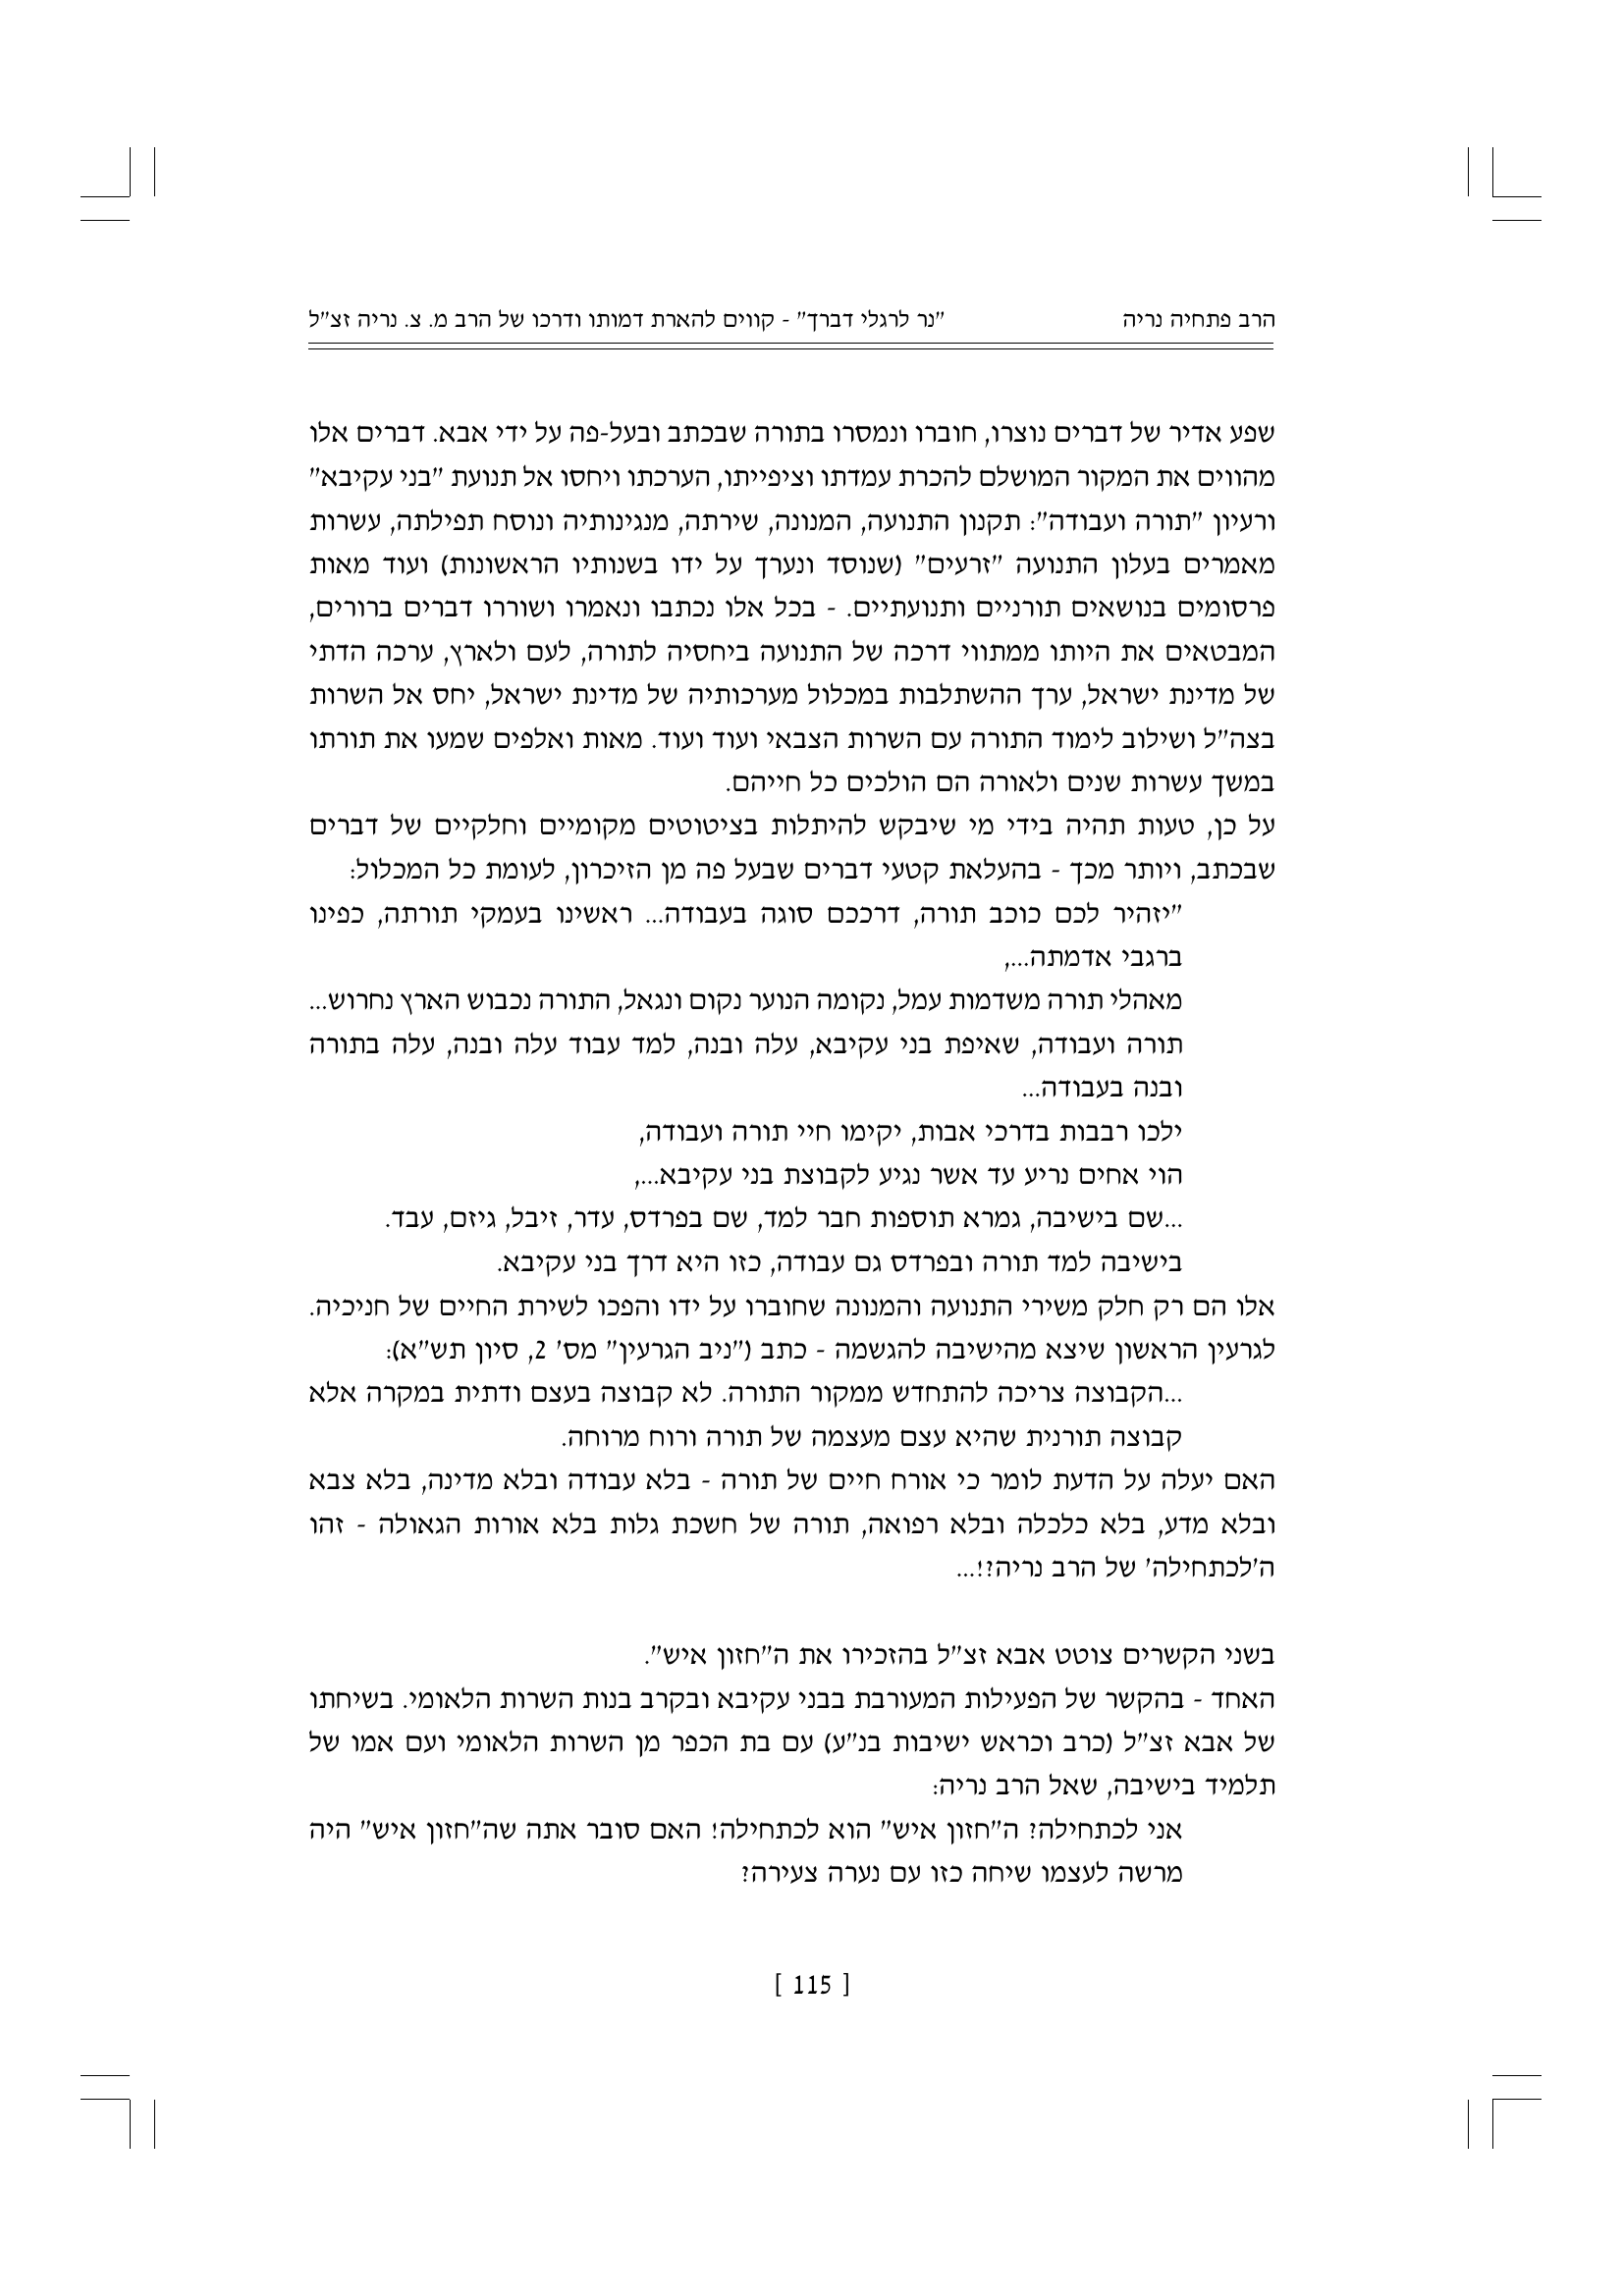 הרב פתחיה נריה "נר לרגלי דברך" - קווים להארת דמותו ודרכו של הרב מ. צ. נריה זצ"ל
שפע אדיר של דברים נוצרו, חוברו ונמסרו בתורה שבכתב ובעל-פה על ידי אבא. דברים אלו
מהווים את המקור המושלם להכרת עמדתו וציפייתו, הערכתו ויחסו אל תנועת "בני עקיבא"
ורעיון "תורה ועבודה": תקנון התנועה, המנונה, שירתה, מנגינותיה ונוסח תפילתה, עשרות
מאמרים בעלון התנועה "זרעים" (שנוסד ונערך על ידו בשנותיו הראשונות) ועוד מאות
פרסומים בנושאים תורניים ותנועתיים. - בכל אלו נכתבו ונאמרו ושוררו דברים ברורים,
המבטאים את היותו ממתווי דרכה של התנועה ביחסיה לתורה, לעם ולארץ, ערכה הדתי
של מדינת ישראל, ערך ההשתלבות במכלול מערכותיה של מדינת ישראל, יחס אל השרות
בצה"ל ושילוב לימוד התורה עם השרות הצבאי ועוד ועוד. מאות ואלפים שמעו את תורתו
במשך עשרות שנים ולאורה הם הולכים כל חייהם.
על כן, טעות תהיה בידי מי שיבקש להיתלות בציטוטים מקומיים וחלקיים של דברים
שבכתב, ויותר מכך - בהעלאת קטעי דברים שבעל פה מן הזיכרון, לעומת כל המכלול:
"יזהיר לכם כוכב תורה, דרככם סוגה בעבודה... ראשינו בעמקי תורתה, כפינו
ברגבי אדמתה...,
מאהלי תורה משדמות עמל, נקומה הנוער נקום ונגאל, התורה נכבוש הארץ נחרוש...
תורה ועבודה, שאיפת בני עקיבא, עלה ובנה, למד עבוד עלה ובנה, עלה בתורה
ובנה בעבודה...
ילכו רבבות בדרכי אבות, יקימו חיי תורה ועבודה,
הוי אחים נריע עד אשר נגיע לקבוצת בני עקיבא...,
...שם בישיבה, גמרא תוספות חבר למד, שם בפרדס, עדר, זיבל, גיזם, עבד.
בישיבה למד תורה ובפרדס גם עבודה, כזו היא דרך בני עקיבא.
אלו הם רק חלק משירי התנועה והמנונה שחוברו על ידו והפכו לשירת החיים של חניכיה.
לגרעין הראשון שיצא מהישיבה להגשמה - כתב ("ניב הגרעין" מס' 2, סיון תש"א):
...הקבוצה צריכה להתחדש ממקור התורה. לא קבוצה בעצם ודתית במקרה אלא
קבוצה תורנית שהיא עצם מעצמה של תורה ורוח מרוחה.
האם יעלה על הדעת לומר כי אורח חיים של תורה - בלא עבודה ובלא מדינה, בלא צבא
ובלא מדע, בלא כלכלה ובלא רפואה, תורה של חשכת גלות בלא אורות הגאולה - זהו
ה'לכתחילה' של הרב נריה?!...
בשני הקשרים צוטט אבא זצ"ל בהזכירו את ה"חזון איש".
האחד - בהקשר של הפעילות המעורבת בבני עקיבא ובקרב בנות השרות הלאומי. בשיחתו
של אבא זצ"ל (כרב וכראש ישיבות בנ"ע) עם בת הכפר מן השרות הלאומי ועם אמו של
תלמיד בישיבה, שאל הרב נריה:
אני לכתחילה? ה"חזון איש" הוא לכתחילה! האם סובר אתה שה"חזון איש" היה
מרשה לעצמו שיחה כזו עם נערה צעירה?
[ 115 ]